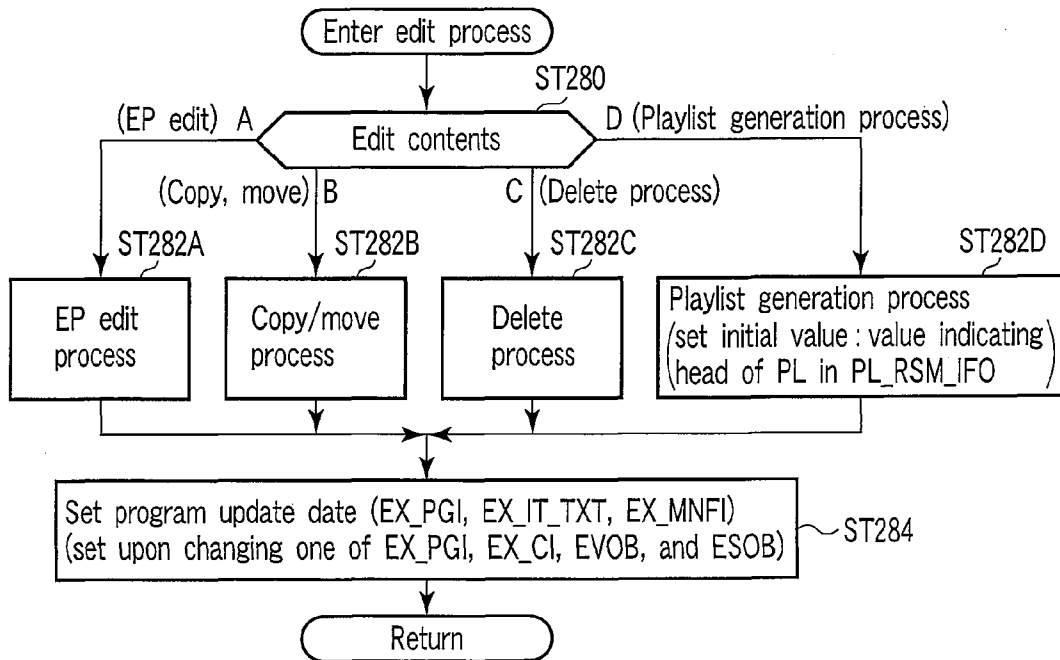 Enter edit process
ST280
(EP edit) A
D (Playlist generation process)
Edit contents
(Copy, move) B
C (Delete process)
ST282A
ST282B
ST282C
ST282D
EP edit
process
Copy/move
process
Delete
process
Playlist generation process
(set initial value : value indicating
head of PL in PL_RSM_IFO)
Set program update date (EX_PGI, EX_IT_TXT, EX_MNFI)
(set upon changing one of EX_PGI, EX_CI, EVOB, and ESOB)
ST284
Return